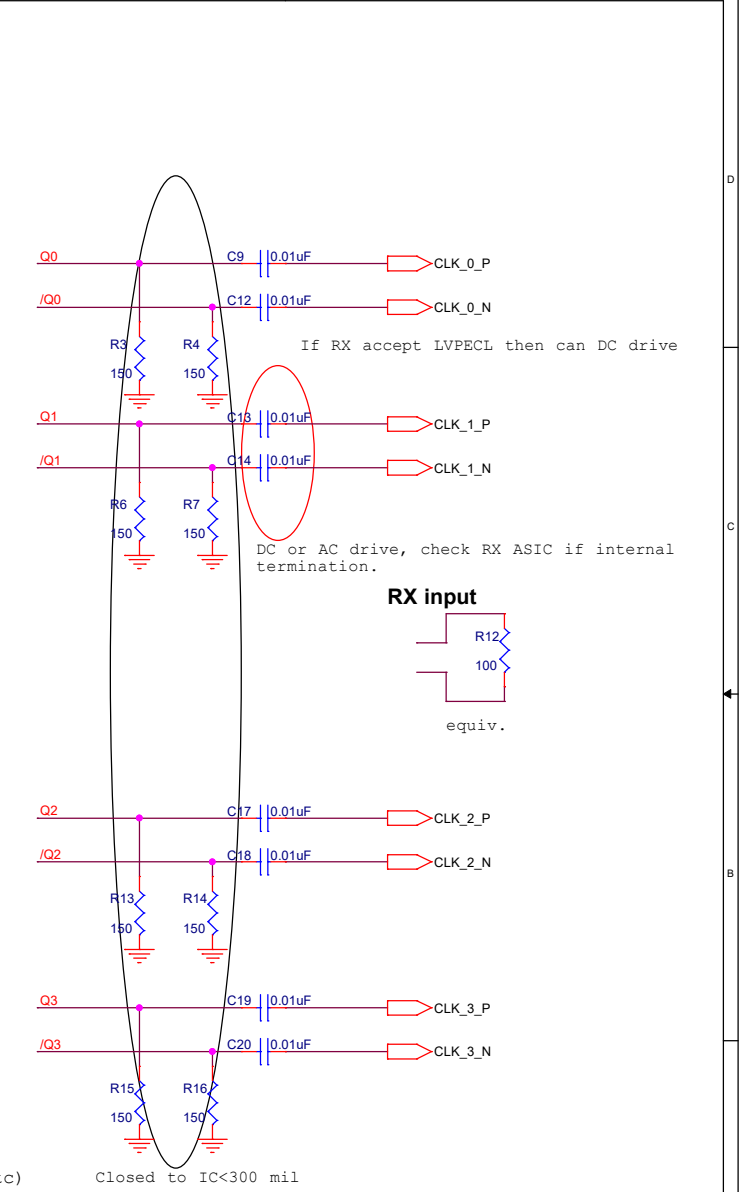 D
Q0 C9 0.01uF CLK_0_P
/Q0 C12 0.01uF CLK_0_N
R3 R4 If RX accept LVPECL then can DC drive
150 150
Q1 C13 0.01uF CLK_1_P
/Q1 C14 0.01uF CLK_1_N
R6 R7
150 150
C
DC or AC drive, check RX ASIC if internal
termination.
RX input
R12
100
equiv.
Q2 C17 0.01uF CLK_2_P
/Q2 C18 0.01uF CLK_2_N
B
R13 R14
150 150
Q3 C19 0.01uF CLK_3_P
/Q3 C20 0.01uF CLK_3_N
R15 R16
150 150
Closed to IC<300 mil